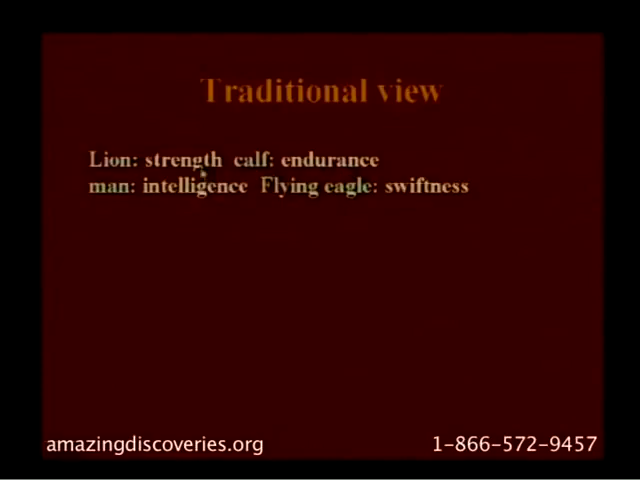 Traditional view
Lion: strength calf: endurance
man: intelligence Flying eagle: swiftness
amazingdiscoveries.org 1-866-572-9457